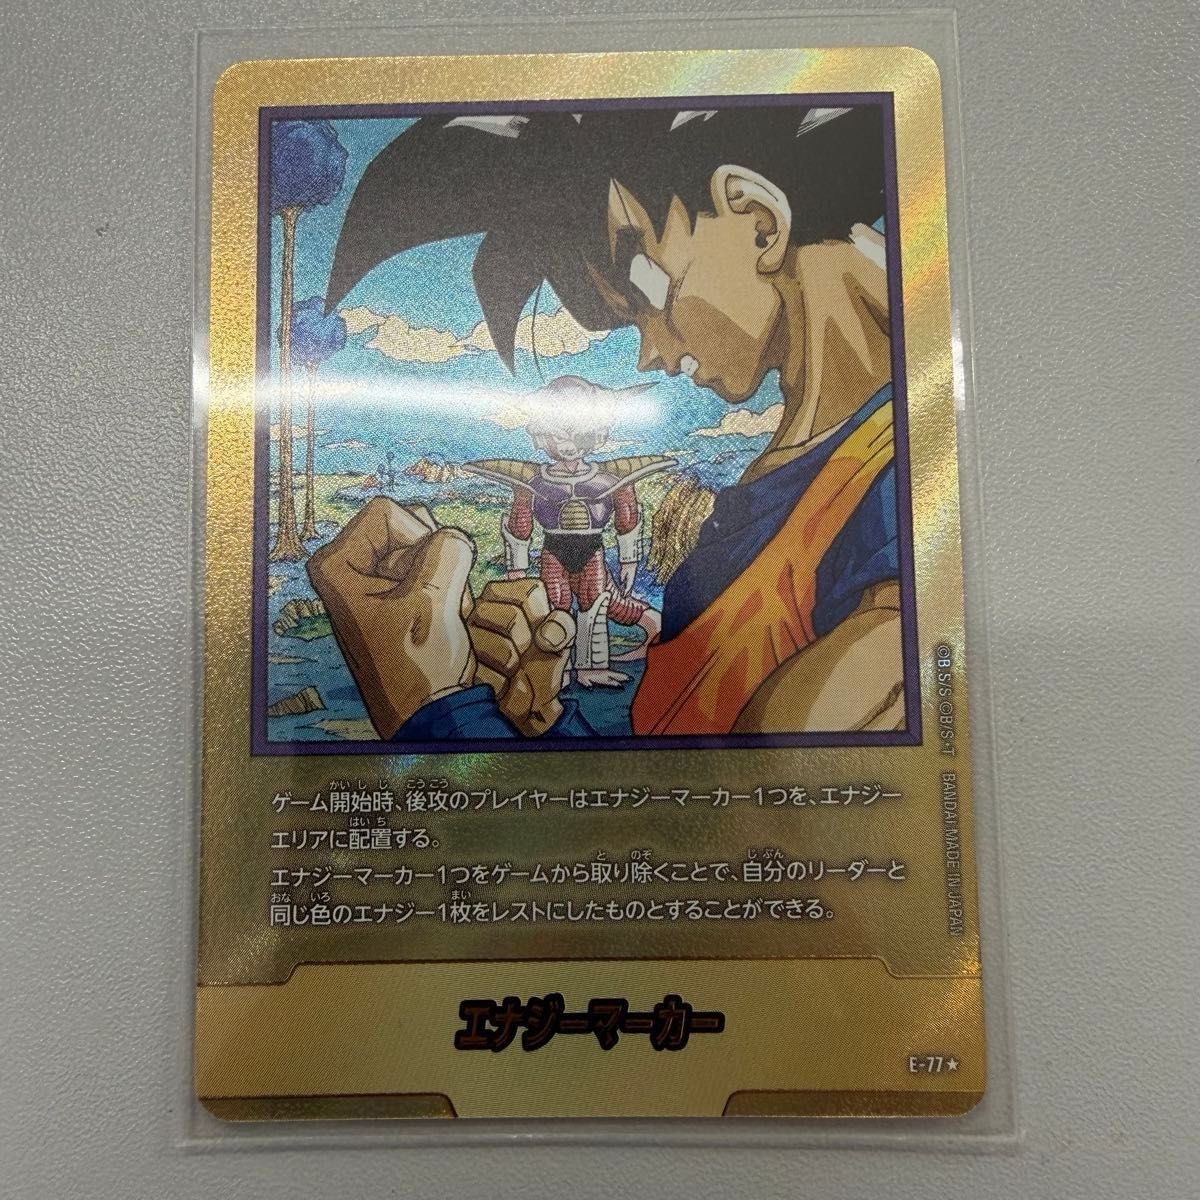 ゲーム開始時、後攻のプレイヤーはエナジーマーカー1つを、エナジー
エリアに配置する。
エナジーマーカー1つをゲームから取り除くことで、自分のリーダーと
同じ色のエナジー1枚をレストにしたものとすることができる。
エナジーマーカー
E-77★
©B S/S ©B/S・T BANDAI MADE IN JAPAN